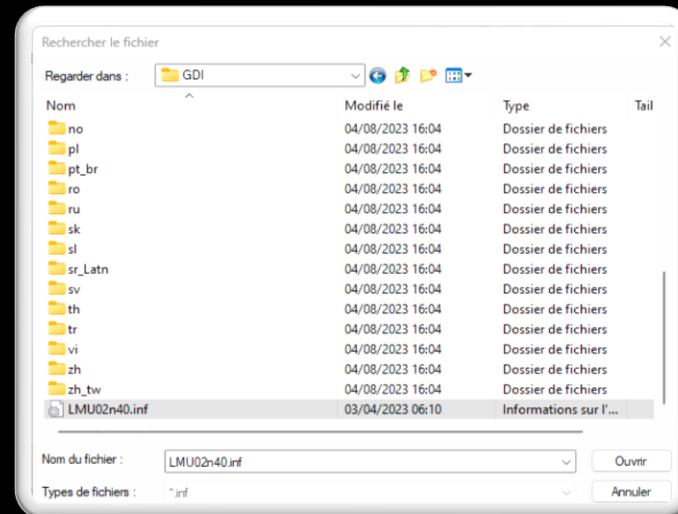 Rechercher le fichier
Regarder dans : GDI
Nom Modifié le Type Tail
no 04/08/2023 16:04 Dossier de fichiers
pl 04/08/2023 16:04 Dossier de fichiers
pt_br 04/08/2023 16:04 Dossier de fichiers
ro 04/08/2023 16:04 Dossier de fichiers
ru 04/08/2023 16:04 Dossier de fichiers
sk 04/08/2023 16:04 Dossier de fichiers
sl 04/08/2023 16:04 Dossier de fichiers
sr_Latn 04/08/2023 16:04 Dossier de fichiers
sv 04/08/2023 16:04 Dossier de fichiers
th 04/08/2023 16:04 Dossier de fichiers
tr 04/08/2023 16:04 Dossier de fichiers
vi 04/08/2023 16:04 Dossier de fichiers
zh 04/08/2023 16:04 Dossier de fichiers
zh_tw 04/08/2023 16:04 Dossier de fichiers
LMU02n40.inf 03/04/2023 06:10 Informations sur l'...
Nom du fichier : LMU02n40.inf Ouvrir
Types de fichiers : *.inf Annuler